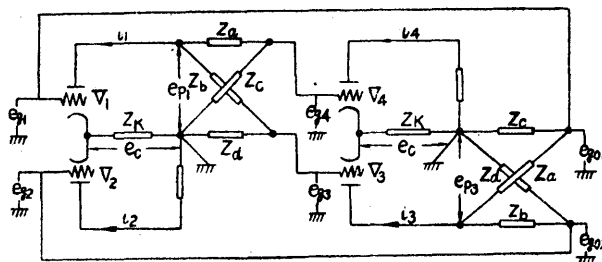 i1 Za i4
eg1 V1 ep1 Zb Zc eg4 V4
ZK ZK Zc
ec Zd ec eg0
eg2 V2 eg3 V3 ep3 Zd Za
i2 i3 Zb eg0